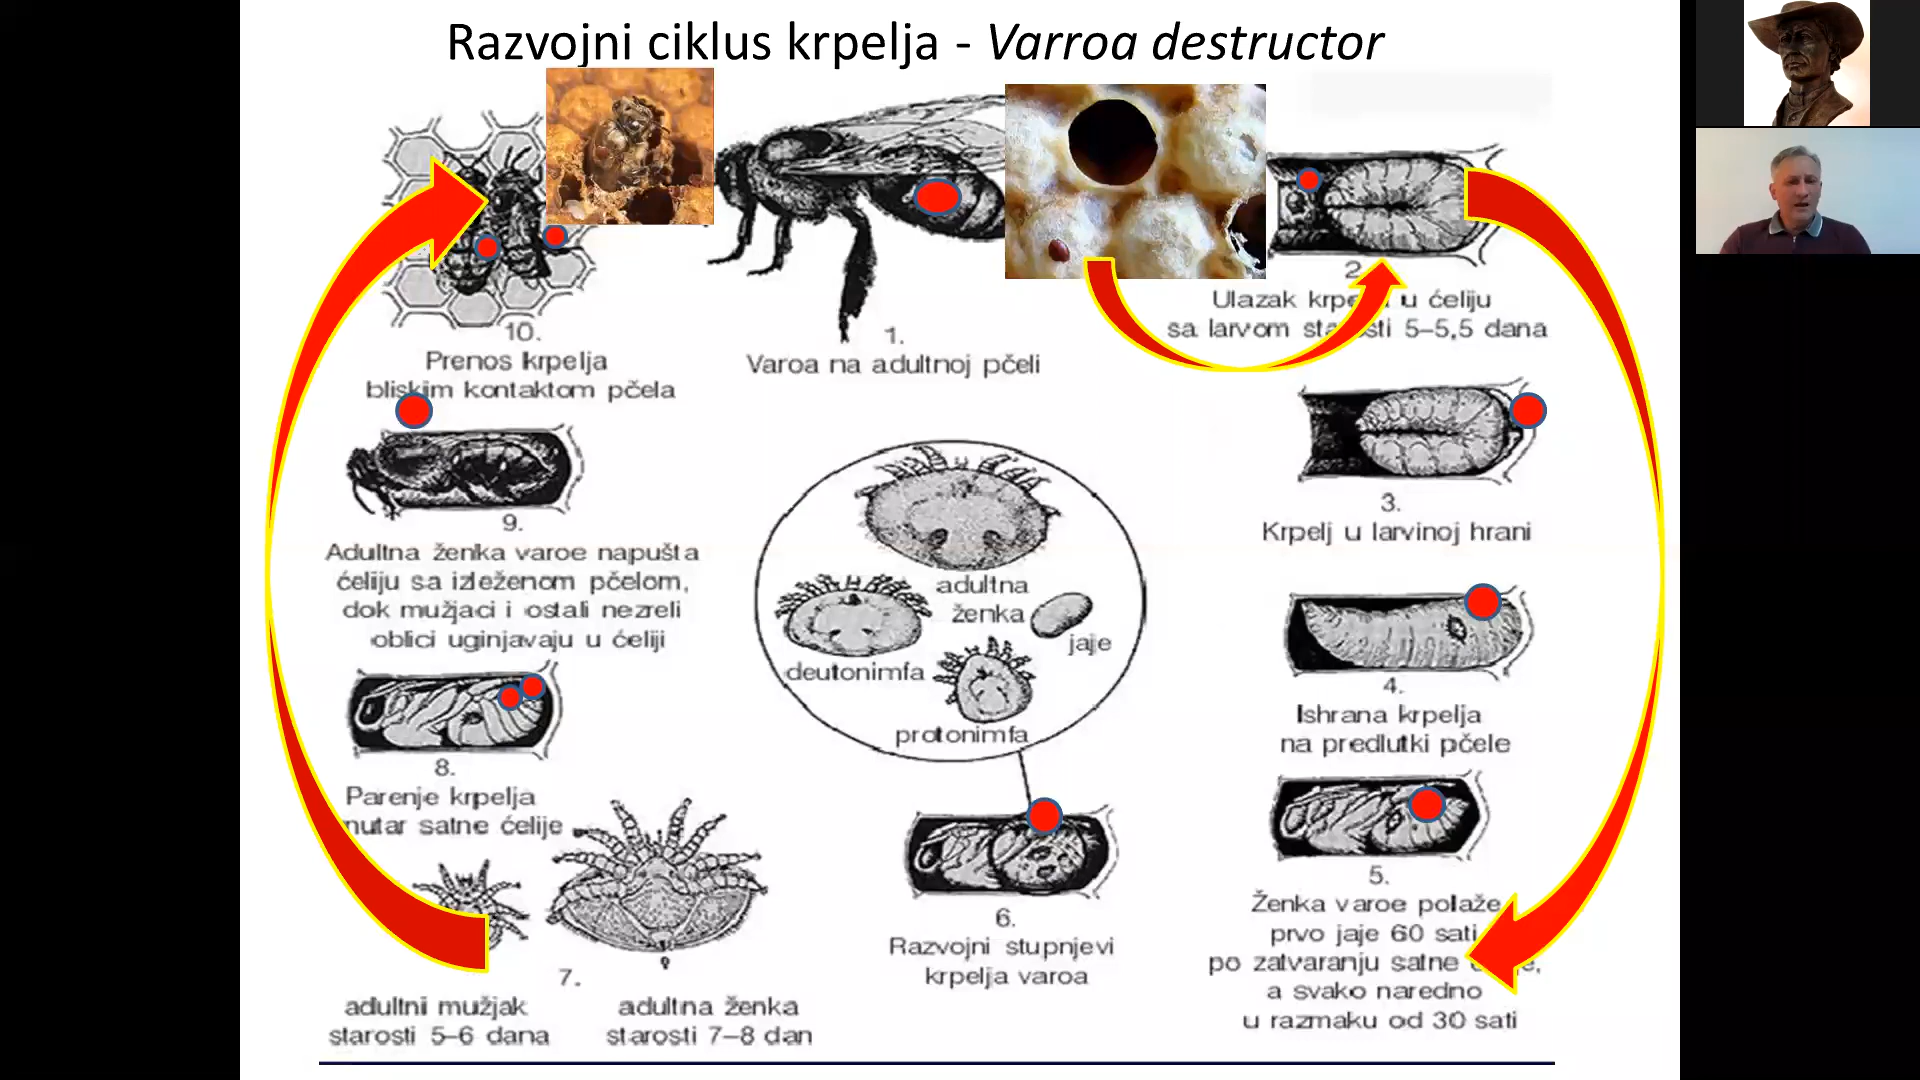 Razvojni ciklus krpelja - Varroa destructor
1.
Varoa na adultnoj pčeli
2
Ulazak u ćeliju
sa larvom 5–5,5 dana
3.
Krpelj u larvinoj hrani
4.
Ishrana krpelja
na predlutki pčele
5.
Ženka varoe polaže
prvo jaje 60 sati
po zatvaranju satne
a svako naredno
u razmaku od 30 sati
6.
Razvojni stupnjevi
krpelja varoa
adultna
ženka
jaje
deutonimfa
protonimfa
7.
adultni mužjak
starosti 5–6 dana
adultna ženka
starosti 7–8 dan
8.
Parenje krpelja
nutar satne ćelije
9.
Adultna ženka varoe napušta
ćeliju sa izleženom pčelom,
dok mužjaci i ostali nezreli
oblici uginjavaju u ćeliji
10.
Prenos krpelja
bliskim kontaktom pčela